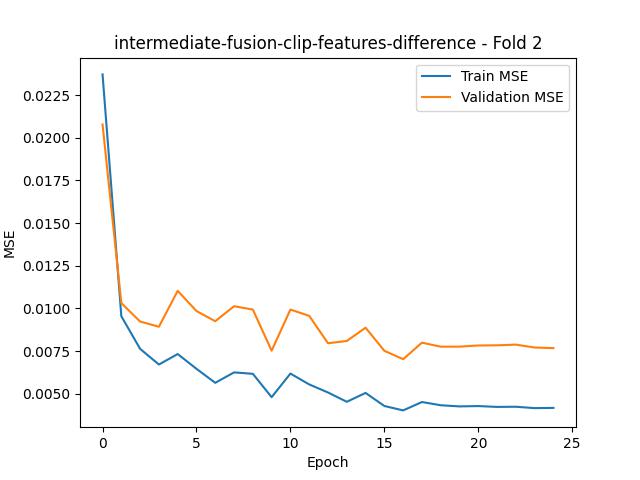 intermediate-fusion-clip-features-difference - Fold 2
Train MSE
Validation MSE
0.0225
0.0200
0.0175
0.0150
0.0125
0.0100
0.0075
0.0050
MSE
0
5
10
15
20
25
Epoch